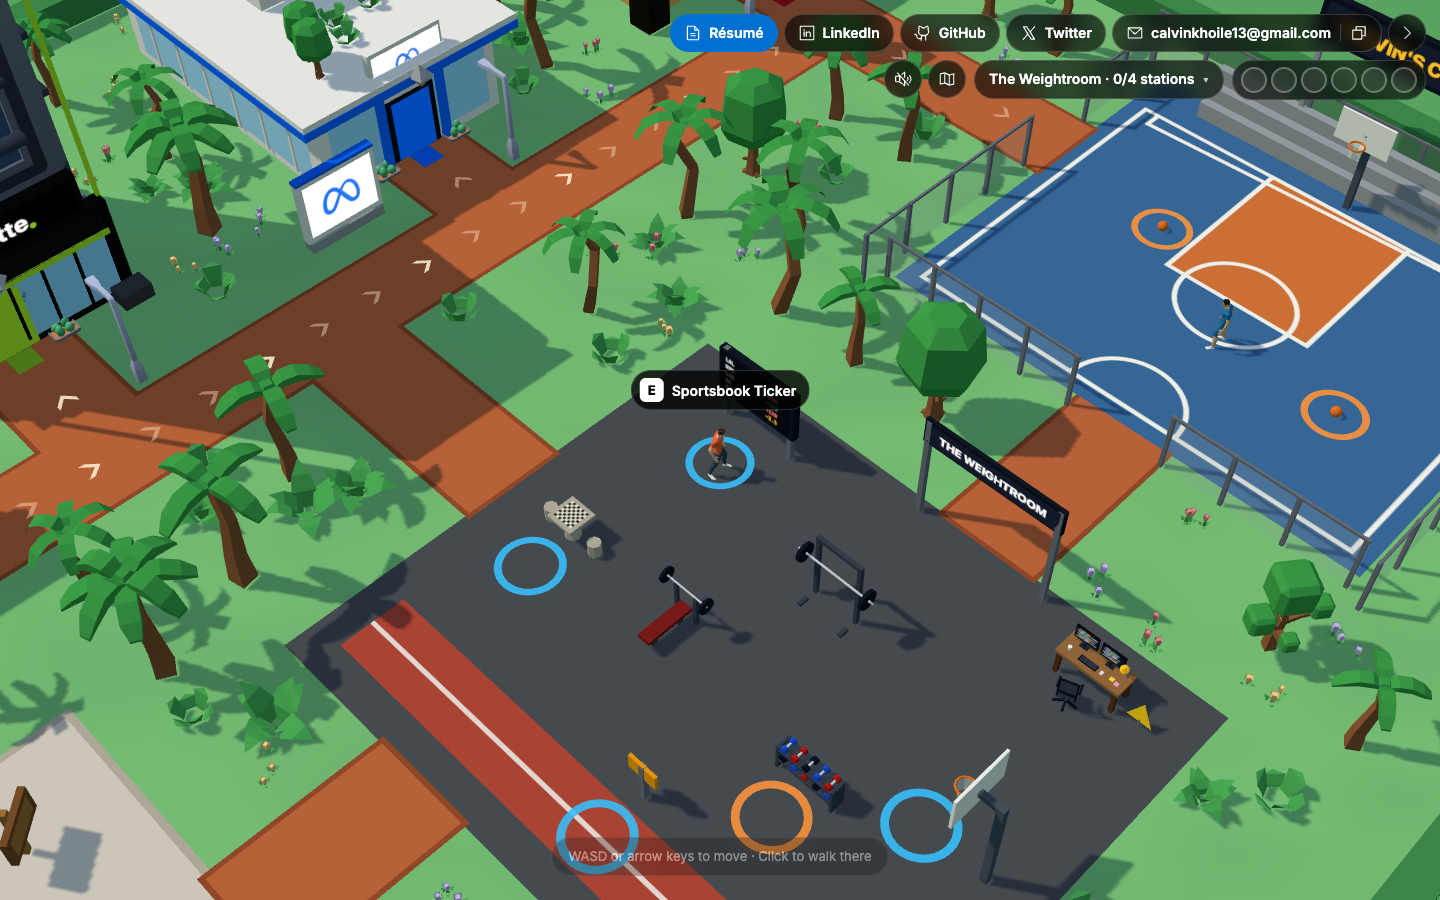 Résumé
LinkedIn
GitHub
Twitter
calvinkhoile13@gmail.com
The Weightroom · 0/4 stations
E Sportsbook Ticker
THE WEIGHTROOM
WASD or arrow keys to move · Click to walk there